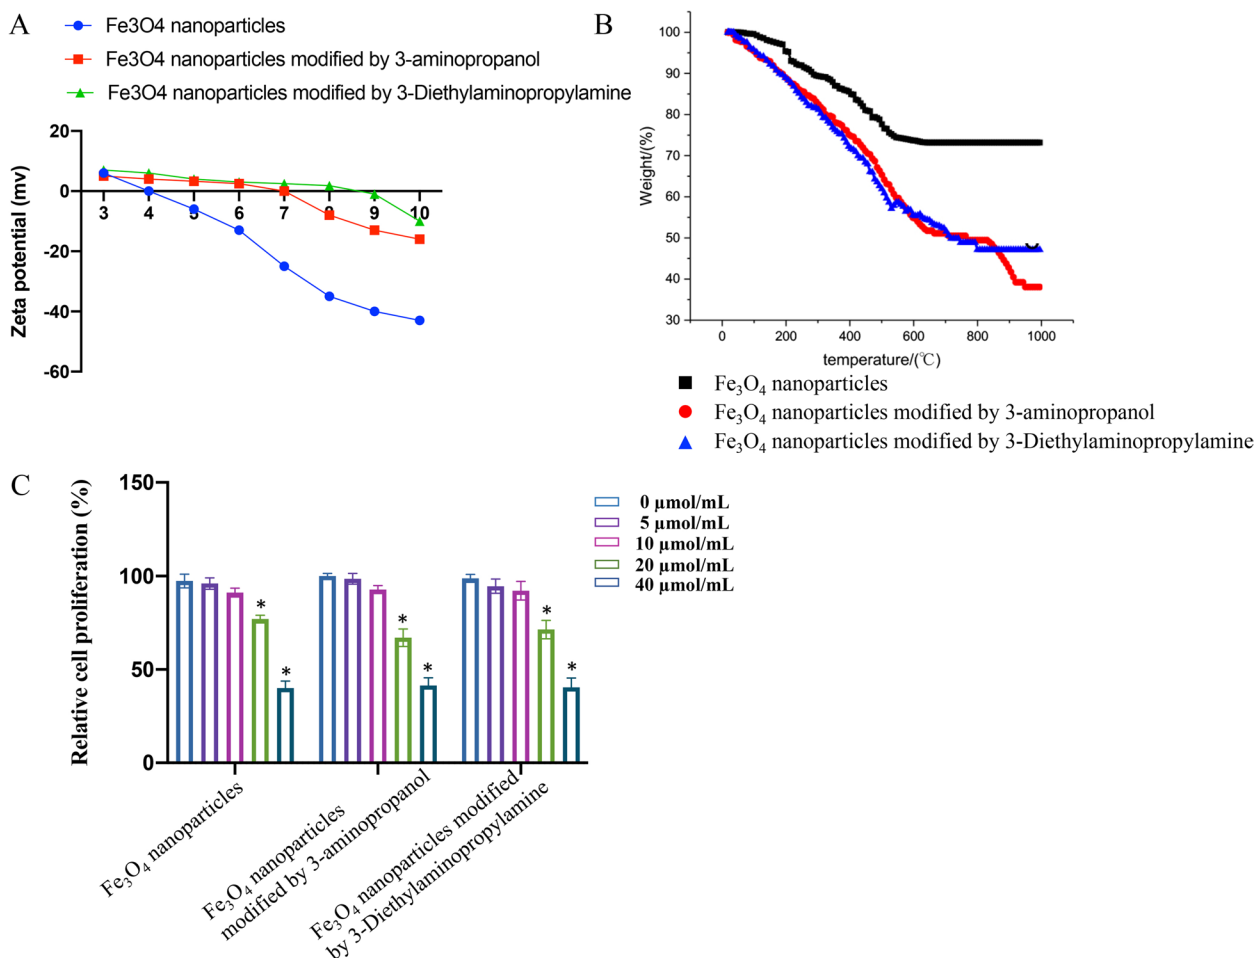 A
Fe3O4 nanoparticles
Fe3O4 nanoparticles modified by 3-aminopropanol
Fe3O4 nanoparticles modified by 3-Diethylaminopropylamine
Zeta potential (mv)
20
0
-20
-40
-60
3 4 5 6 7 8 9 10
B
Weight/(%)
100
90
80
70
60
50
40
30
0 200 400 600 800 1000
temperature/(℃)
Fe₃O₄ nanoparticles
Fe₃O₄ nanoparticles modified by 3-aminopropanol
Fe₃O₄ nanoparticles modified by 3-Diethylaminopropylamine
C
Relative cell proliferation (%)
150
100
50
0
* * * * * *
0 µmol/mL
5 µmol/mL
10 µmol/mL
20 µmol/mL
40 µmol/mL
Fe₃O₄ nanoparticles
Fe₃O₄ nanoparticles
modified by 3-aminopropanol
Fe₃O₄ nanoparticles modified
by 3-Diethylaminopropylamine